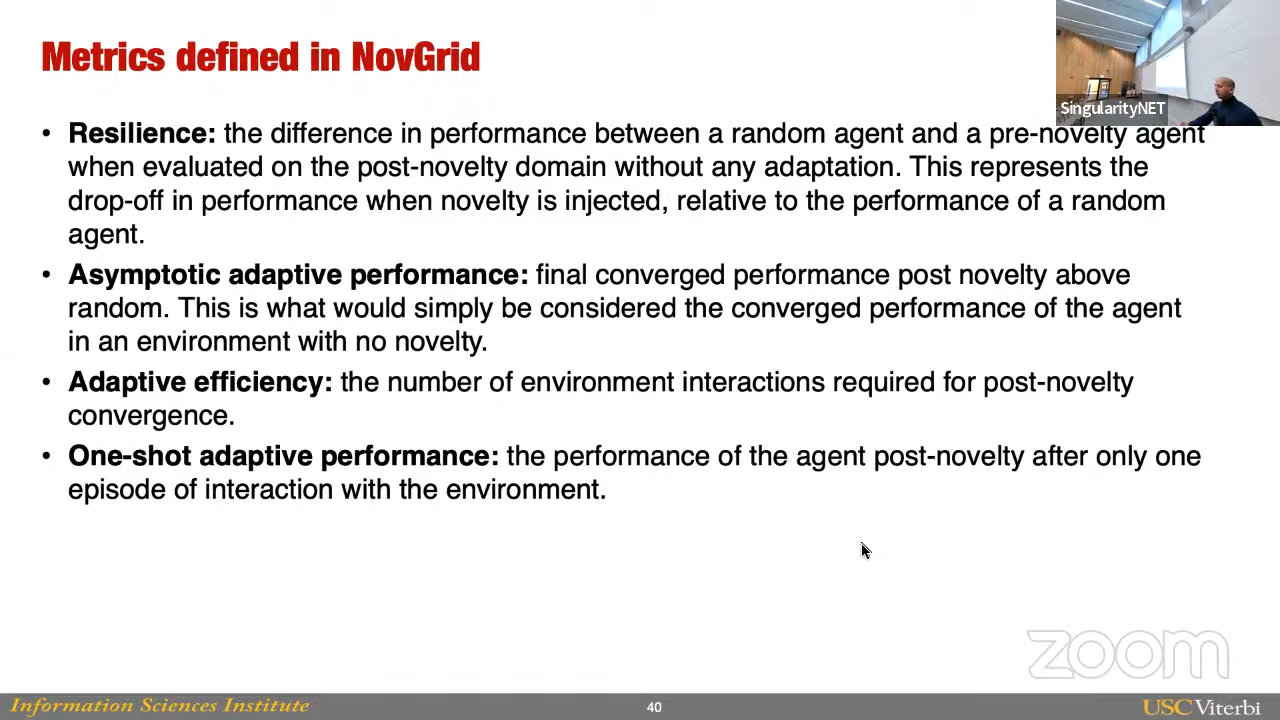 Metrics defined in NovGrid
SingularityNET
• Resilience: the difference in performance between a random agent and a pre-novelty agent
when evaluated on the post-novelty domain without any adaptation. This represents the
drop-off in performance when novelty is injected, relative to the performance of a random
agent.
• Asymptotic adaptive performance: final converged performance post novelty above
random. This is what would simply be considered the converged performance of the agent
in an environment with no novelty.
• Adaptive efficiency: the number of environment interactions required for post-novelty
convergence.
• One-shot adaptive performance: the performance of the agent post-novelty after only one
episode of interaction with the environment.
zoom
Information Sciences Institute
40
USC Viterbi